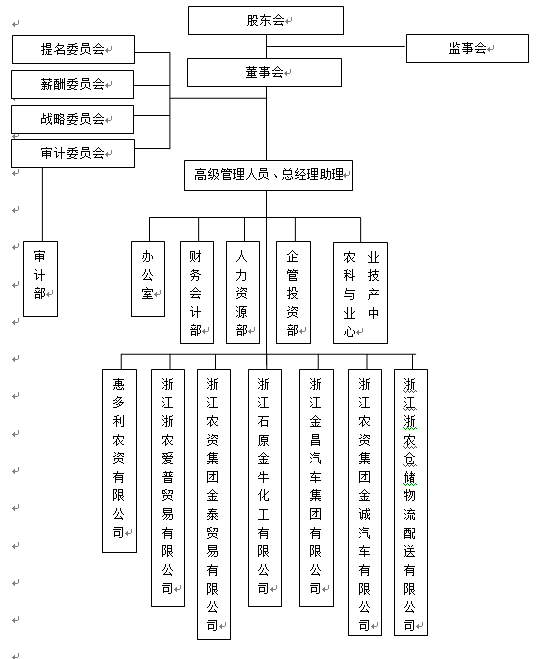 股东会
提名委员会
监事会
薪酬委员会
董事会
战略委员会
审计委员会
高级管理人员、总经理助理
审计部
办公室
财务会计部
人力资源部
企管投资部
农业科技与产业中心
惠多利农资有限公司
浙江浙农爱普贸易有限公司
浙江农资集团金泰贸易有限公司
浙江石原金牛化工有限公司
浙江金昌汽车集团有限公司
浙江农资集团金诚汽车有限公司
浙江浙农仓储物流配送有限公司